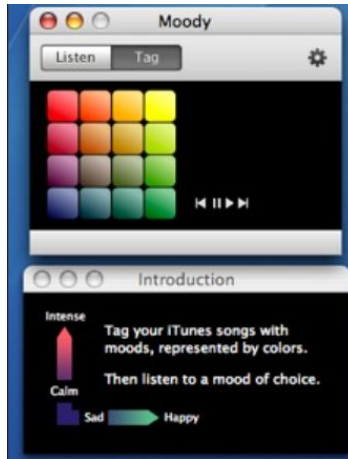 Moody
Listen Tag
Introduction
Intense
Tag your iTunes songs with
moods, represented by colors.
Then listen to a mood of choice.
Calm
Sad Happy